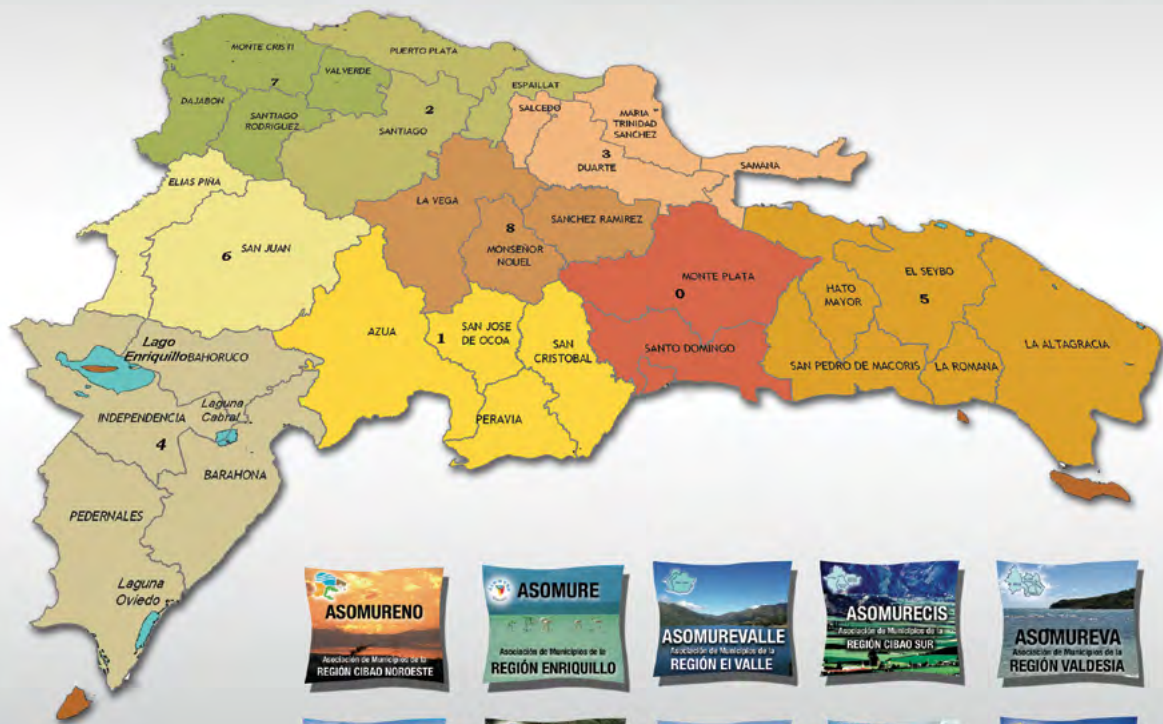 MONTE CRISTI
PUERTO PLATA
VALVERDE
7
ESPAILLAT
DAJABON
SALCEDO
2
MARIA
TRINIDAD
SANCHEZ
SANTIAGO
RODRIGUEZ
SANTIAGO
3
DUARTE
SAMANA
ELIAS PIÑA
LA VEGA
SANCHEZ RAMIREZ
8
SAN JUAN
6
MONSEÑOR
NOUEL
MONTE PLATA
0
EL SEYBO
HATO
MAYOR
5
AZUA
1
SAN JOSE
DE OCOA
SAN
CRISTOBAL
SANTO DOMINGO
LA ALTAGRACIA
SAN PEDRO DE MACORIS
LA ROMANA
Lago
Enriquillo
BAHORUCO
INDEPENDENCIA
Laguna
Cabral
4
PERAVIA
BARAHONA
PEDERNALES
Laguna
Oviedo
ASOMURENO
Asociación de Municipios de la
REGIÓN CIBAO NOROESTE
ASOMURE
Asociación de Municipios de la
REGIÓN ENRIQUILLO
ASOMUREVALLE
Asociación de Municipios de la
REGIÓN El VALLE
ASOMURECIS
Asociación de Municipios de la
REGIÓN CIBAO SUR
ASOMUREVA
Asociación de Municipios de la
REGIÓN VALDESIA